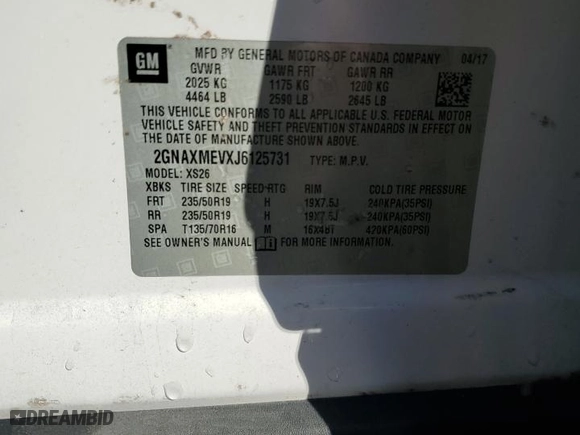 GM
MFD BY GENERAL MOTORS OF CANADA COMPANY 04/17
GVWR GAWR FRT GAWR RR
2025 KG 1175 KG 1200 KG
4464 LB 2590 LB 2645 LB
THIS VEHICLE CONFORMS TO ALL APPLICABLE U.S. FEDERAL MOTOR
VEHICLE SAFETY, BUMPER, AND THEFT PREVENTION STANDARDS IN EFFECT ON
THE DATE OF MANUFACTURE SHOWN ABOVE.
2GNAXMEVXJ6125731 TYPE: M.P.V.
MODEL: XS26
XBKS TIRE SIZE SPEED RTG RIM COLD TIRE PRESSURE
FRT 235/50R19 H 19X7.5J 240KPA(35PSI)
RR 235/50R19 H 19X7.5J 240KPA(35PSI)
SPA T135/70R16 M 16X4BT 420KPA(60PSI)
SEE OWNER'S MANUAL FOR MORE INFORMATION.
DREAMBID